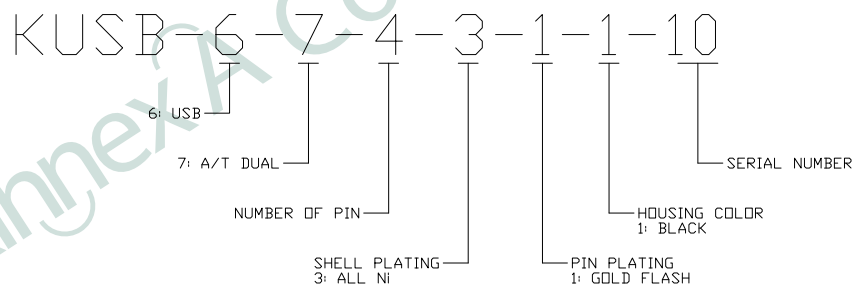 KUSB-6-7-4-3-1-1-10
6: USB
7: A/T DUAL
SERIAL NUMBER
NUMBER OF PIN
HOUSING COLOR
1: BLACK
SHELL PLATING
3: ALL Ni
PIN PLATING
1: GOLD FLASH